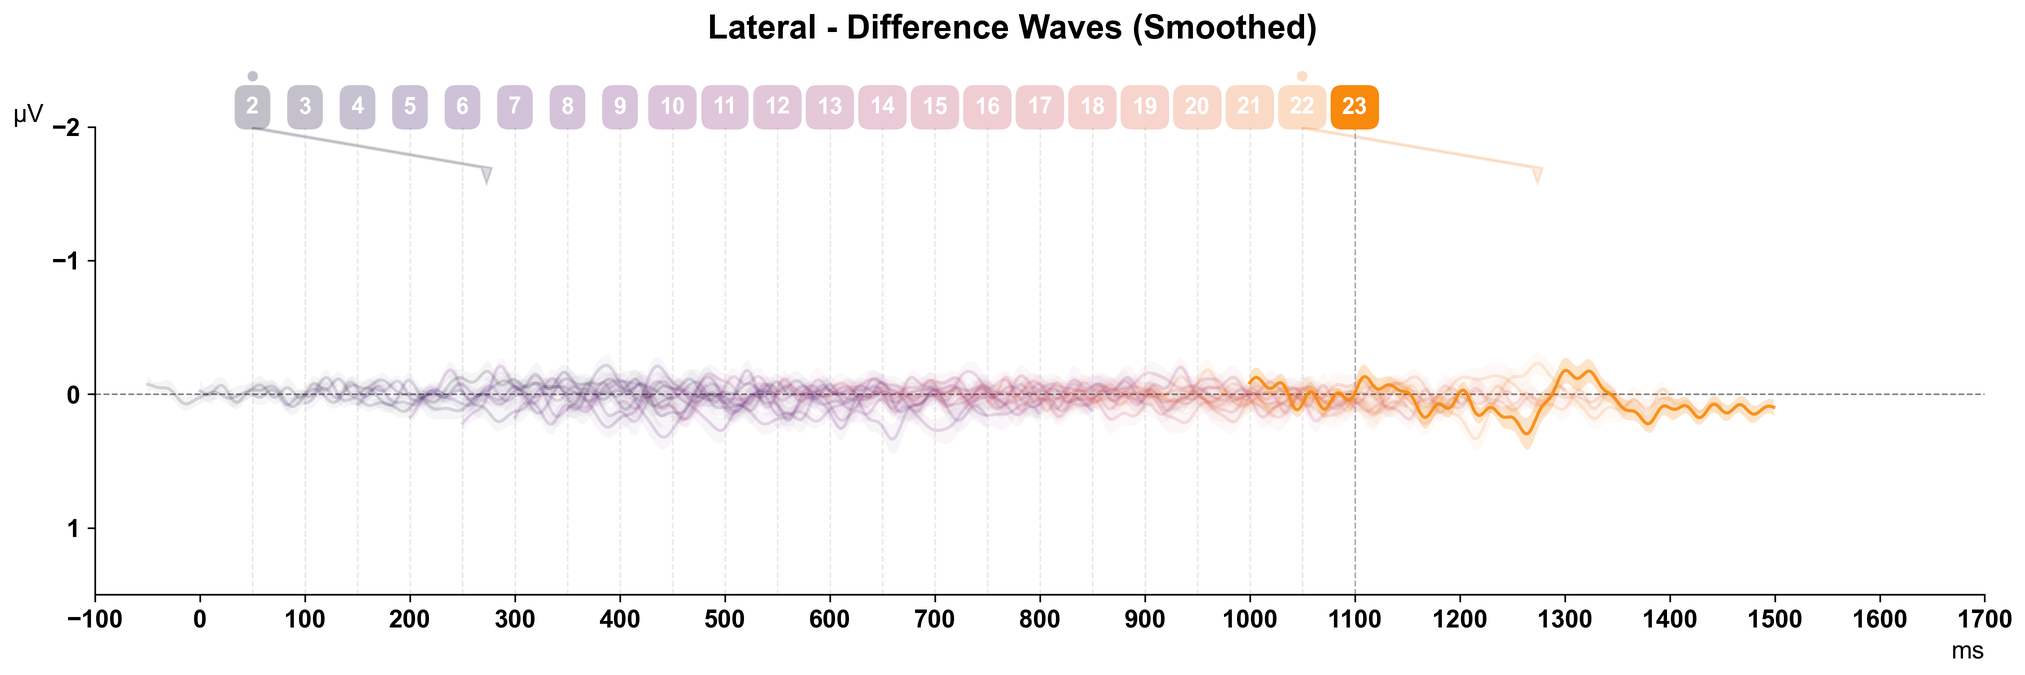 Lateral - Difference Waves (Smoothed)
2 3 4 5 6 7 8 9 10 11 12 13 14 15 16 17 18 19 20 21 22 23
µV
−2
−1
0
1
−100 0 100 200 300 400 500 600 700 800 900 1000 1100 1200 1300 1400 1500 1600 1700
ms